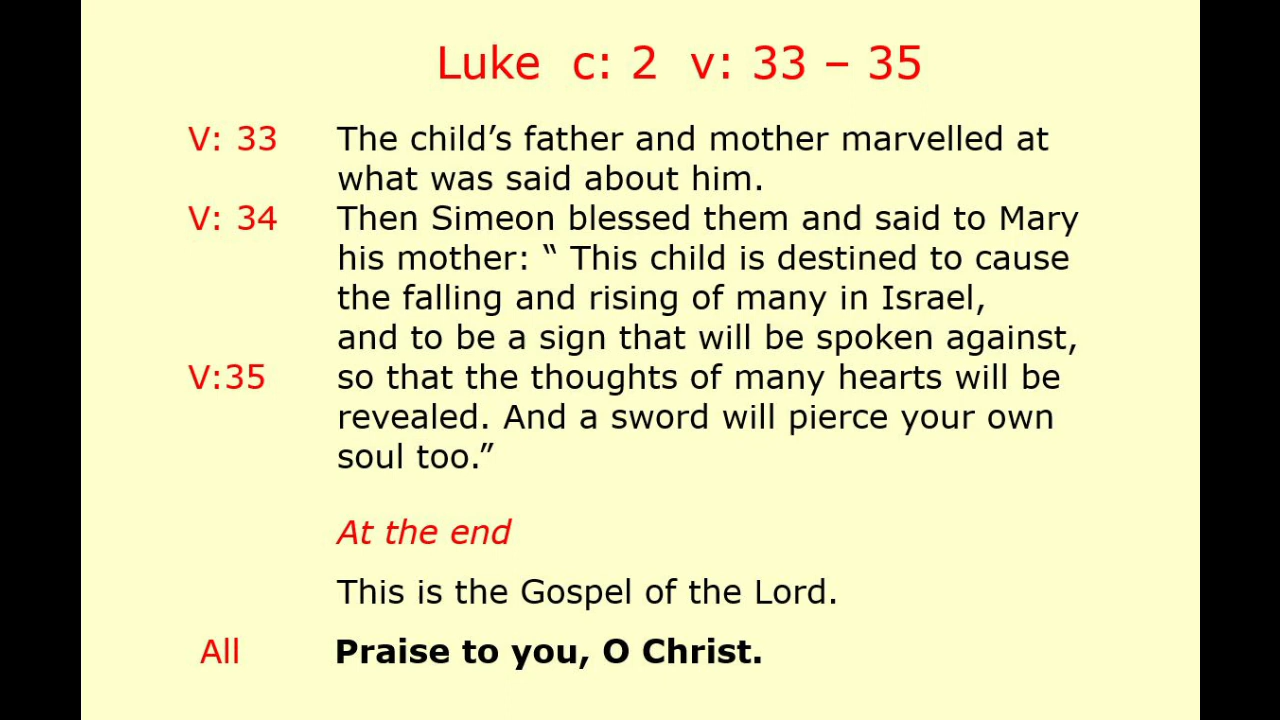 Luke c: 2 v: 33 – 35
V: 33 The child’s father and mother marvelled at
what was said about him.
V: 34 Then Simeon blessed them and said to Mary
his mother: “ This child is destined to cause
the falling and rising of many in Israel,
and to be a sign that will be spoken against,
V:35 so that the thoughts of many hearts will be
revealed. And a sword will pierce your own
soul too.”
At the end
This is the Gospel of the Lord.
All Praise to you, O Christ.